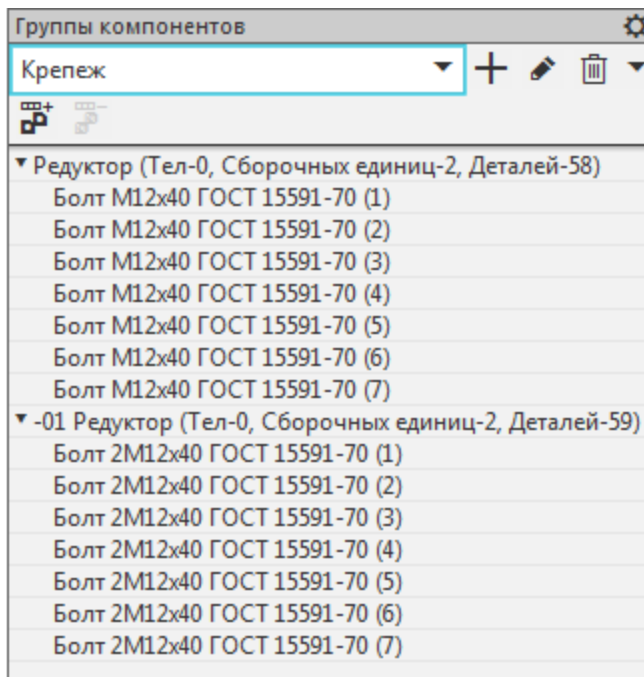 Группы компонентов
Крепеж
Редуктор (Тел-0, Сборочных единиц-2, Деталей-58)
Болт М12х40 ГОСТ 15591-70 (1)
Болт М12х40 ГОСТ 15591-70 (2)
Болт М12х40 ГОСТ 15591-70 (3)
Болт М12х40 ГОСТ 15591-70 (4)
Болт М12х40 ГОСТ 15591-70 (5)
Болт М12х40 ГОСТ 15591-70 (6)
Болт М12х40 ГОСТ 15591-70 (7)
-01 Редуктор (Тел-0, Сборочных единиц-2, Деталей-59)
Болт 2М12х40 ГОСТ 15591-70 (1)
Болт 2М12х40 ГОСТ 15591-70 (2)
Болт 2М12х40 ГОСТ 15591-70 (3)
Болт 2М12х40 ГОСТ 15591-70 (4)
Болт 2М12х40 ГОСТ 15591-70 (5)
Болт 2М12х40 ГОСТ 15591-70 (6)
Болт 2М12х40 ГОСТ 15591-70 (7)